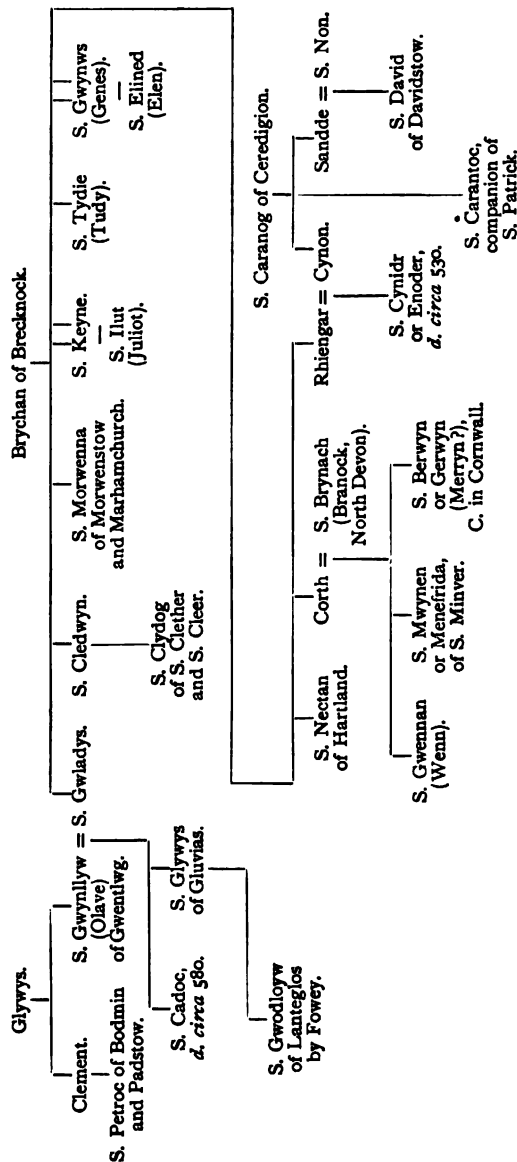 Glywys.
Brychan of Brecknock.
Clement.
S. Gwynllyw = S. Gwladys.
(Olave)
of Gwentlwg.
S. Cledwyn.
S. Morwenna
of Morwenstow
and Marhamchurch.
S. Keyne.
S. Ilut
(Juliot).
S. Tydie
(Tudy).
S. Gwynws
(Genes).
S. Elined
(Elen).
S. Petroc of Bodmin
and Padstow.
S. Cadoc,
d. circa 580.
S. Glywys
of Gluvias.
S. Clydog
of S. Clether
and S. Cleer.
S. Gwodloyw
of Lanteglos
by Fowey.
S. Caranog of Ceredigion.
S. Nectan
of Hartland.
Corth = S. Brynach
(Branock,
North Devon).
Rhiengar = Cynon.
Sandde = S. Non.
S. Gwennan
(Wenn).
S. Mwynen
or Menefrida,
of S. Minver.
S. Berwyn
or Gerwyn
(Merryn?),
C. in Cornwall.
S. Cynidr
or Enoder,
d. circa 530.
S. Carantoc,
companion of
S. Patrick.
S. David
of Davidstow.